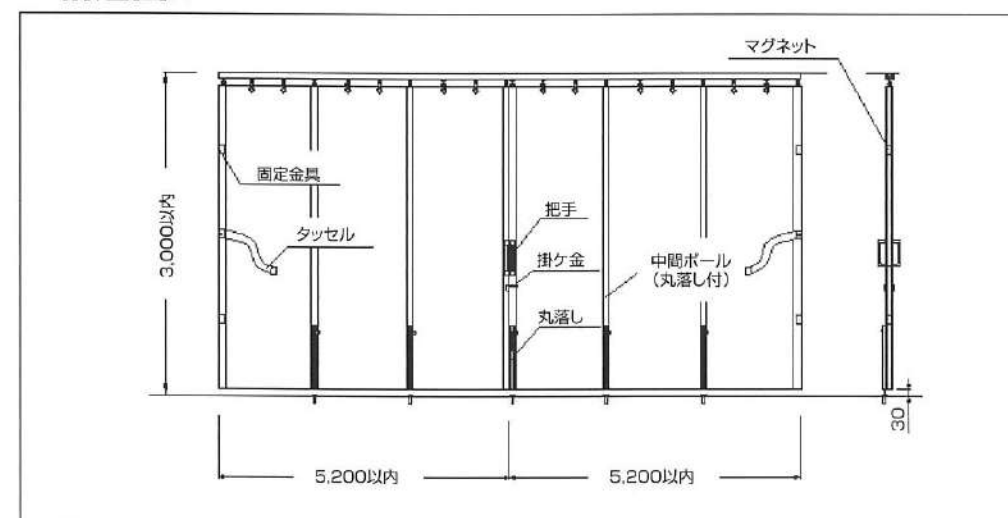 マグネット
固定金具
把手
タッセル
掛ケ金
中間ポール
（丸落し付）
丸落し
3,000以内
30
5,200以内
5,200以内